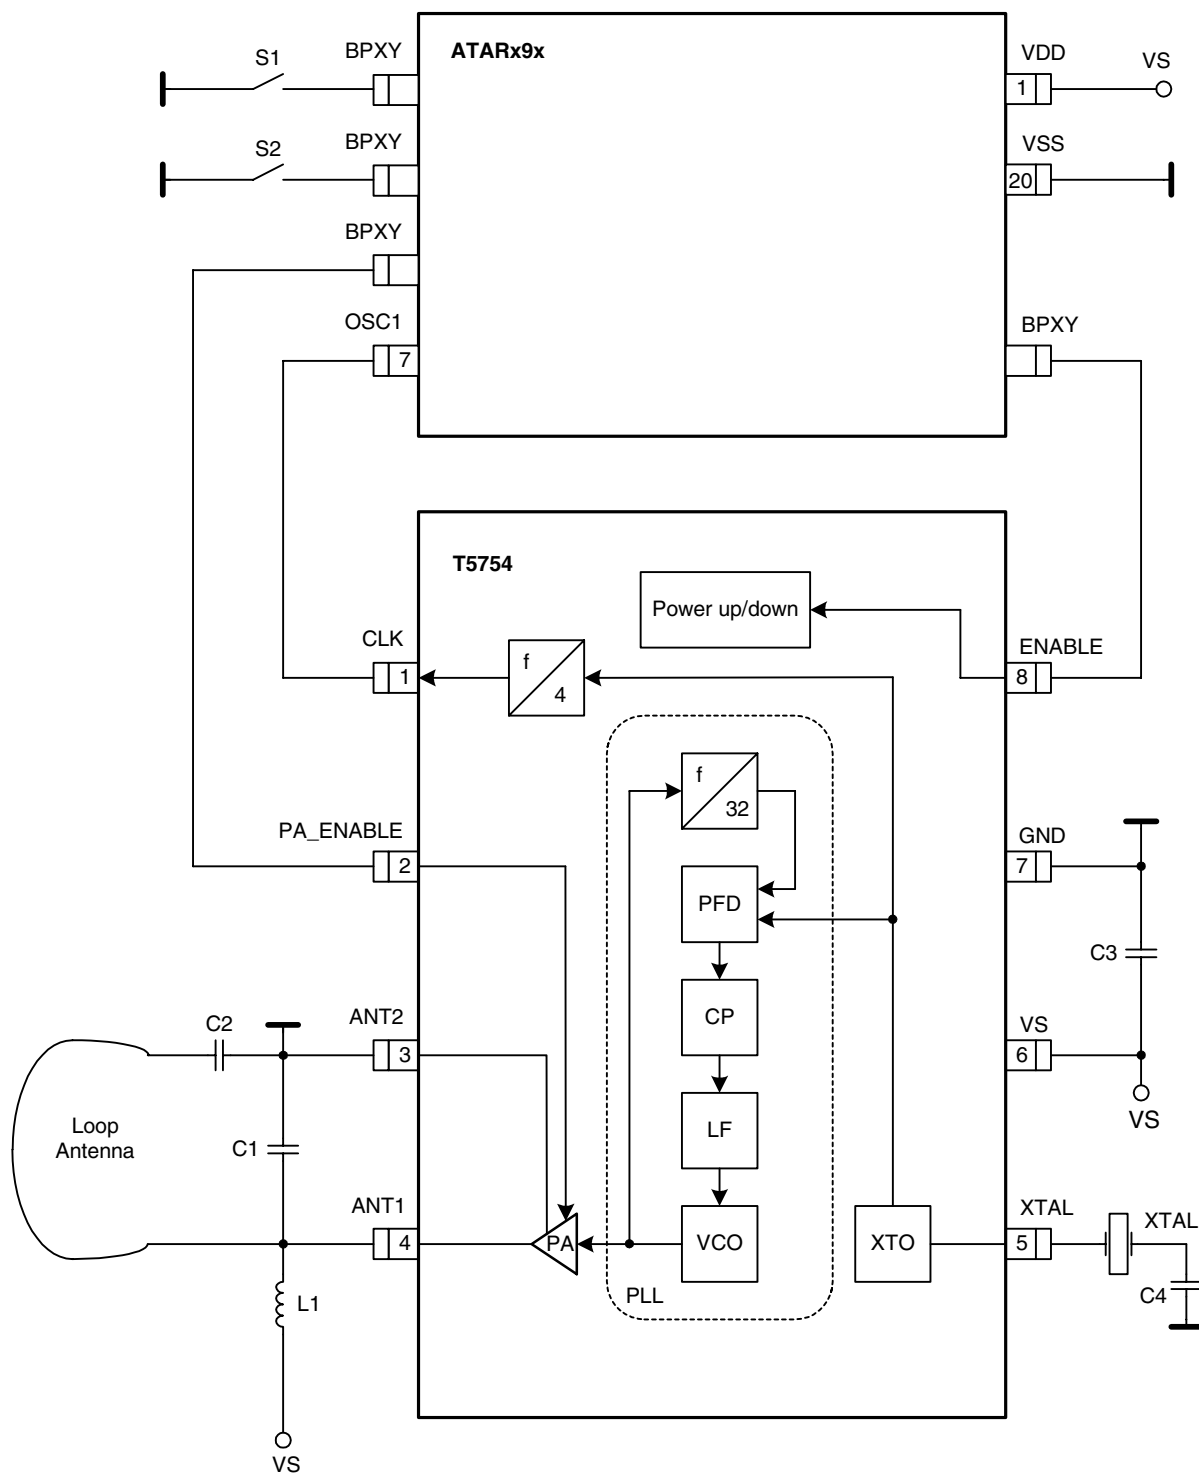 ATARx9x
S1
BPXY
VDD
1
VS
S2
BPXY
VSS
20
BPXY
OSC1
7
BPXY
T5754
Power up/down
CLK
1
f
4
ENABLE
8
f
32
PA_ENABLE
2
GND
7
PFD
C3
CP
C2
ANT2
3
VS
6
VS
Loop
Antenna
C1
LF
ANT1
4
PA
VCO
XTO
XTAL
5
XTAL
PLL
C4
L1
VS